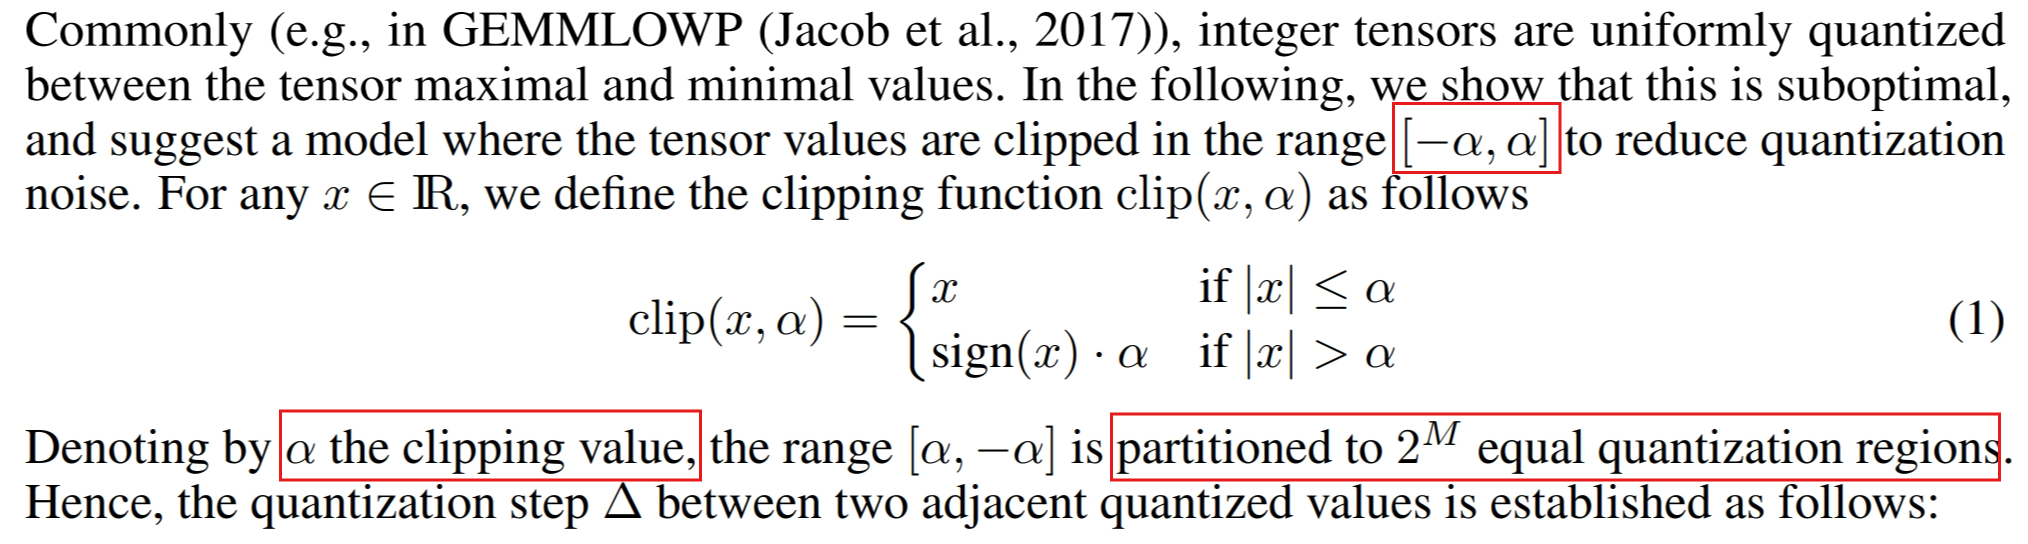 Commonly (e.g., in GEMMLOWP (Jacob et al., 2017)), integer tensors are uniformly quantized
between the tensor maximal and minimal values. In the following, we show that this is suboptimal,
and suggest a model where the tensor values are clipped in the range [−α, α] to reduce quantization
noise. For any x ∈ ℝ, we define the clipping function clip(x, α) as follows
clip(x, α) = { x if |x| ≤ α
sign(x) · α if |x| > α (1)
Denoting by α the clipping value, the range [α, −α] is partitioned to 2^M equal quantization regions.
Hence, the quantization step Δ between two adjacent quantized values is established as follows: